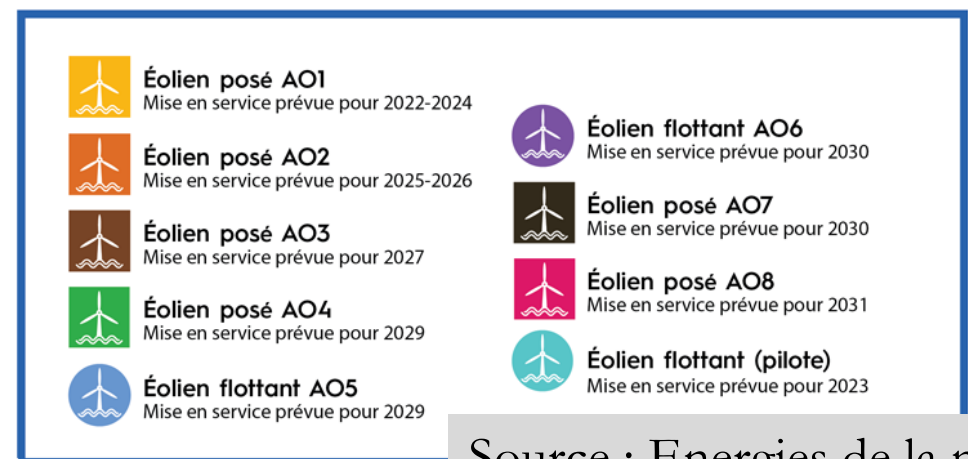 Éolien posé AO1
Mise en service prévue pour 2022-2024
Éolien posé AO2
Mise en service prévue pour 2025-2026
Éolien posé AO3
Mise en service prévue pour 2027
Éolien posé AO4
Mise en service prévue pour 2029
Éolien flottant AO5
Mise en service prévue pour 2029
Éolien flottant AO6
Mise en service prévue pour 2030
Éolien posé AO7
Mise en service prévue pour 2030
Éolien posé AO8
Mise en service prévue pour 2031
Éolien flottant (pilote)
Mise en service prévue pour 2023
Source : Energies de la